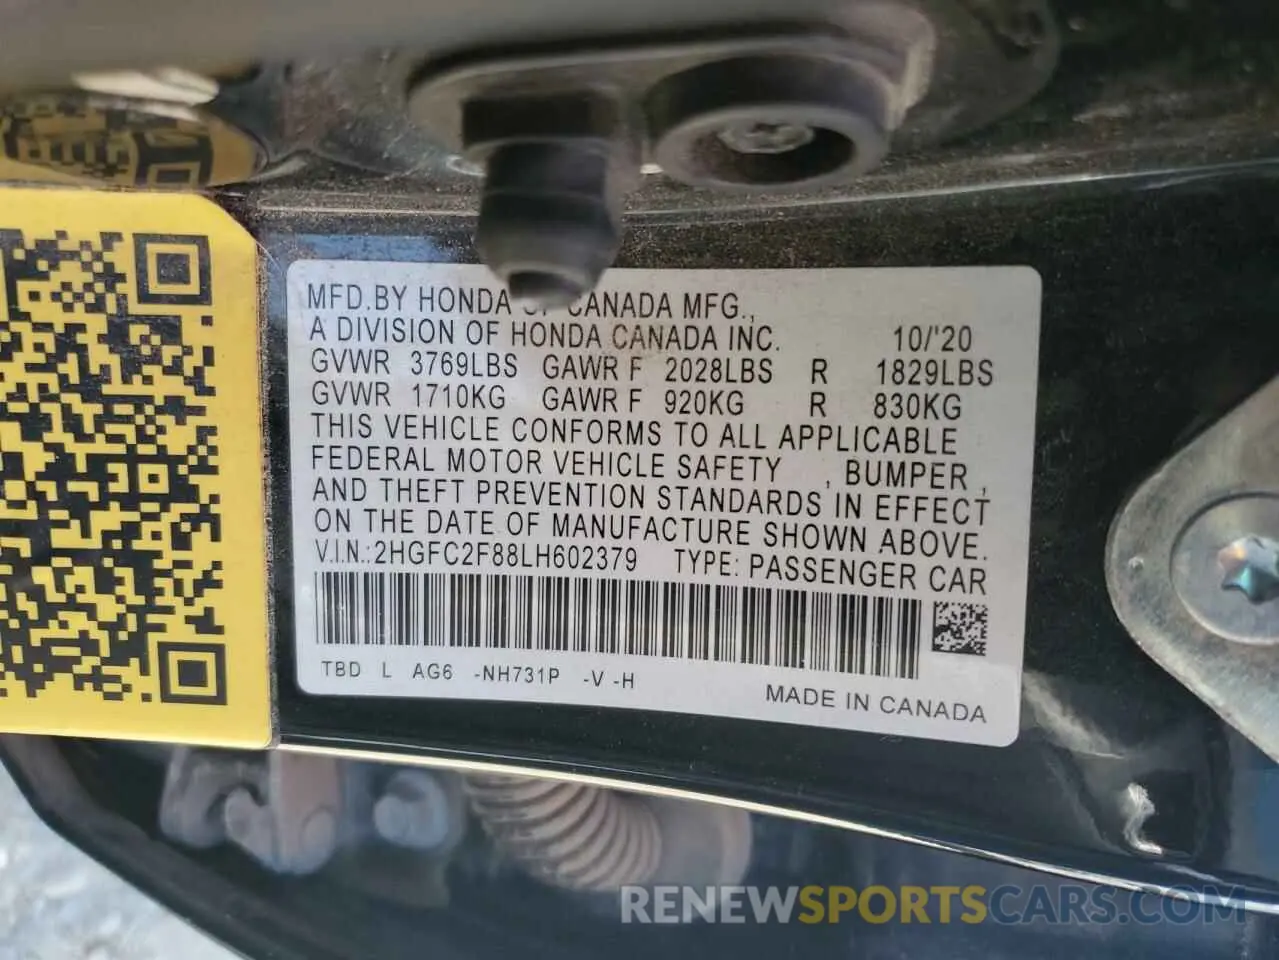 MFD.BY HONDA OF CANADA MFG.,
A DIVISION OF HONDA CANADA INC. 10/'20
GVWR 3769LBS GAWR F 2028LBS R 1829LBS
GVWR 1710KG GAWR F 920KG R 830KG
THIS VEHICLE CONFORMS TO ALL APPLICABLE
FEDERAL MOTOR VEHICLE SAFETY , BUMPER ,
AND THEFT PREVENTION STANDARDS IN EFFECT
ON THE DATE OF MANUFACTURE SHOWN ABOVE.
V.I.N.:2HGFC2F88LH602379 TYPE: PASSENGER CAR
TBD L AG6 -NH731P -V -H
MADE IN CANADA
RENEWSPORTSCARS.COM